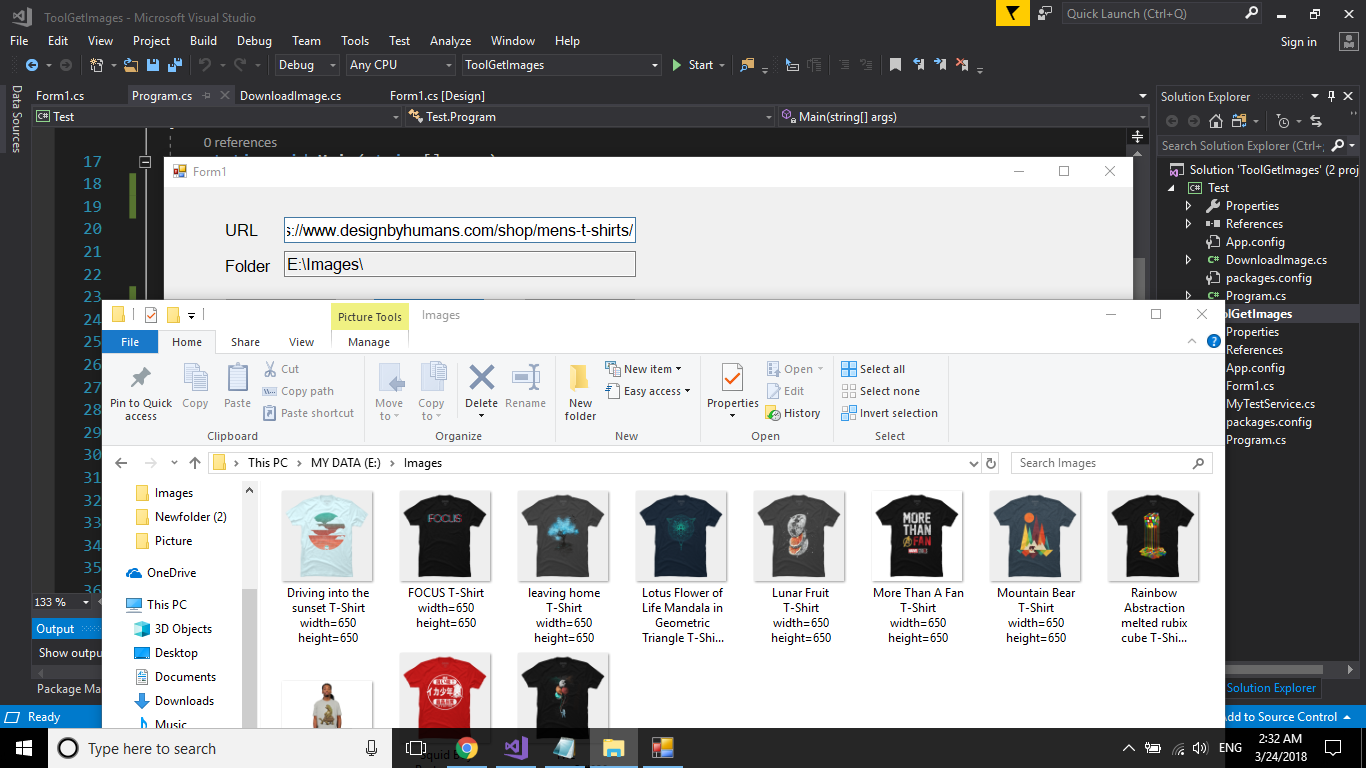 ToolGetImages - Microsoft Visual Studio
Quick Launch (Ctrl+Q)
File Edit View Project Build Debug Team Tools Test Analyze Window Help
Sign in
Debug Any CPU ToolGetImages Start
Data Sources
Form1.cs Program.cs DownloadImage.cs Form1.cs [Design]
Test Test.Program Main(string[] args)
0 references
17
18
19
20
21
22
23
24
25
26
27
28
29
30
31
32
33
34
35
36
133 %
Output
Show outpu
Package Ma
Ready
Form1
URL s://www.designbyhumans.com/shop/mens-t-shirts/
Folder E:\Images\
Picture Tools Images
File Home Share View Manage
Pin to Quick access
Copy
Paste
Cut
Copy path
Paste shortcut
Clipboard
Move to
Copy to
Delete
Rename
Organize
New folder
New item
Easy access
New
Properties
Open
Edit
History
Open
Select all
Select none
Invert selection
Select
This PC MY DATA (E:) Images
Search Images
Images
Newfolder (2)
Picture
OneDrive
This PC
3D Objects
Desktop
Documents
Downloads
Music
FOCUS
MORE
THAN
FAN
MARVEL
イカ少年
Driving into the
sunset T-Shirt
width=650
height=650
FOCUS T-Shirt
width=650
height=650
leaving home
T-Shirt
width=650
height=650
Lotus Flower of
Life Mandala in
Geometric
Triangle T-Shi...
Lunar Fruit
T-Shirt
width=650
height=650
More Than A Fan
T-Shirt
width=650
height=650
Mountain Bear
T-Shirt
width=650
height=650
Rainbow
Abstraction
melted rubix
cube T-Shi...
Solution Explorer
Search Solution Explorer (Ctrl+;
Solution 'ToolGetImages' (2 proj
Test
Properties
References
App.config
DownloadImage.cs
packages.config
Program.cs
olGetImages
Properties
References
App.config
Form1.cs
MyTestService.cs
packages.config
Program.cs
Solution Explorer
Add to Source Control
Type here to search
ENG
2:32 AM
3/24/2018